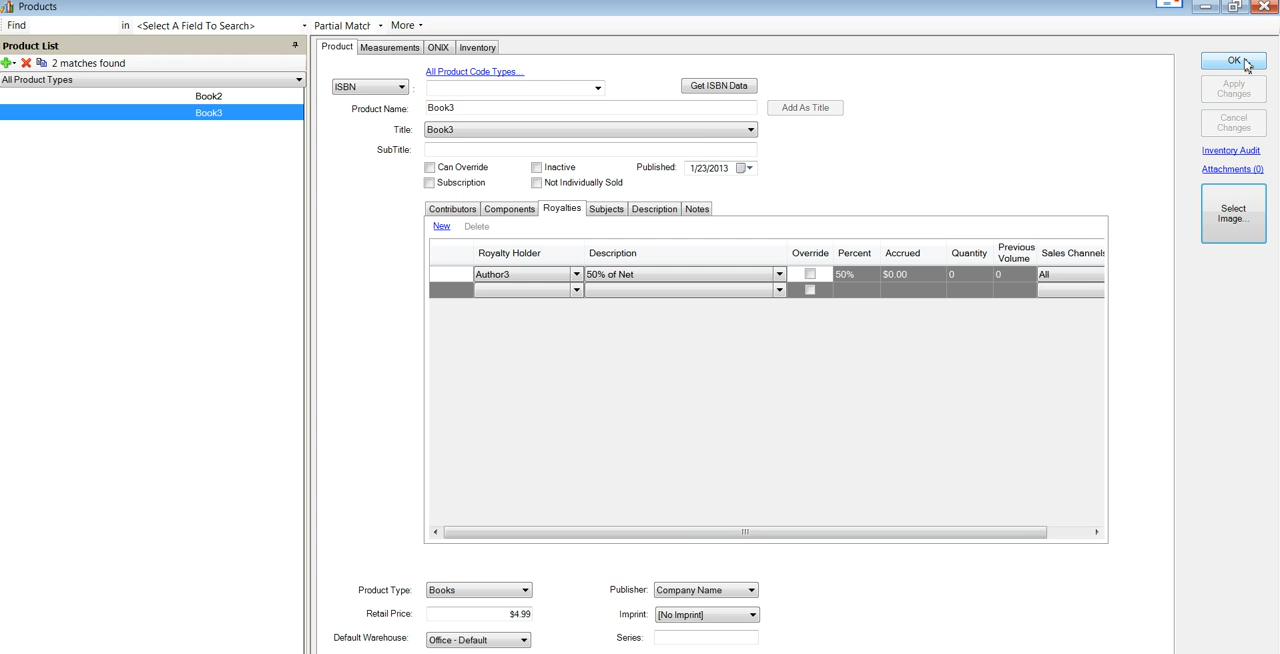 Products
Find in <Select A Field To Search> Partial Match More
Product List
2 matches found
All Product Types
Book2
Book3
Product Measurements ONIX Inventory
All Product Code Types...
ISBN : Get ISBN Data
Product Name: Book3 Add As Title
Title: Book3
SubTitle:
Can Override Inactive Published: 1/23/2013
Subscription Not Individually Sold
Contributors Components Royalties Subjects Description Notes
New Delete
Royalty Holder Description Override Percent Accrued Quantity Previous Volume Sales Channels
Author3 50% of Net 50% $0.00 0 0 All
Product Type: Books Publisher: Company Name
Retail Price: $4.99 Imprint: [No Imprint]
Default Warehouse: Office - Default Series:
OK
Apply
Changes
Cancel
Changes
Inventory Audit
Attachments (0)
Select
Image...